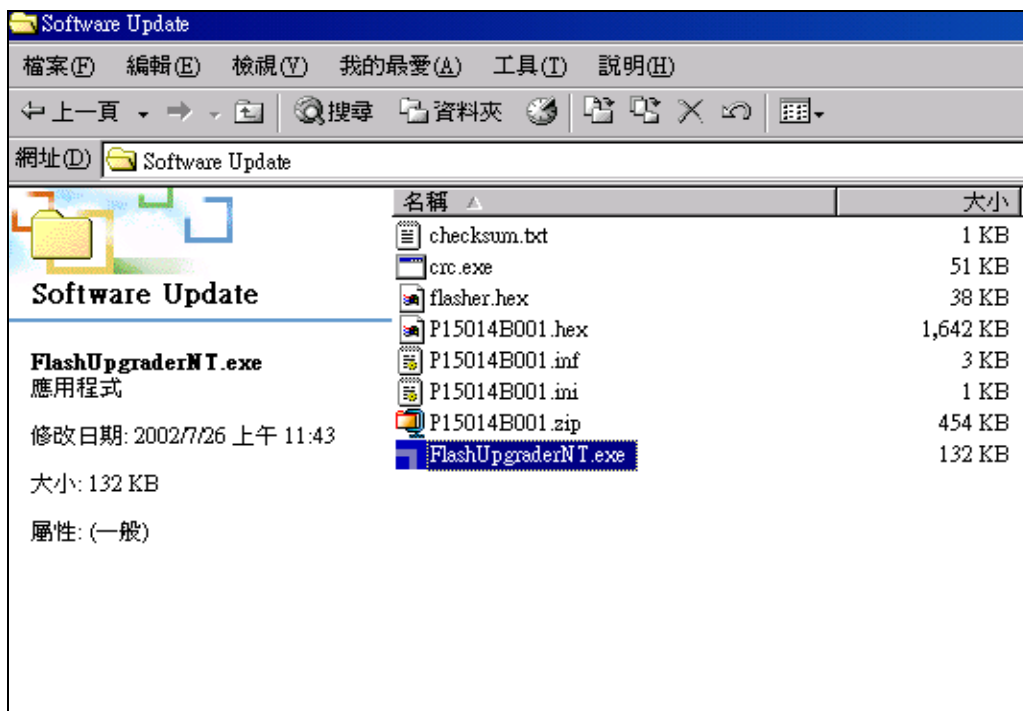 Software Update
檔案(F) 編輯(E) 檢視(V) 我的最愛(A) 工具(T) 說明(H)
上一頁 搜尋 資料夾
網址(D) Software Update
名稱 大小
checksum.txt 1 KB
crc.exe 51 KB
flasher.hex 38 KB
P15014B001.hex 1,642 KB
P15014B001.inf 3 KB
P15014B001.ini 1 KB
P15014B001.zip 454 KB
FlashUpgraderNT.exe 132 KB
Software Update
FlashUpgraderNT.exe
應用程式
修改日期: 2002/7/26 上午 11:43
大小: 132 KB
屬性: (一般)